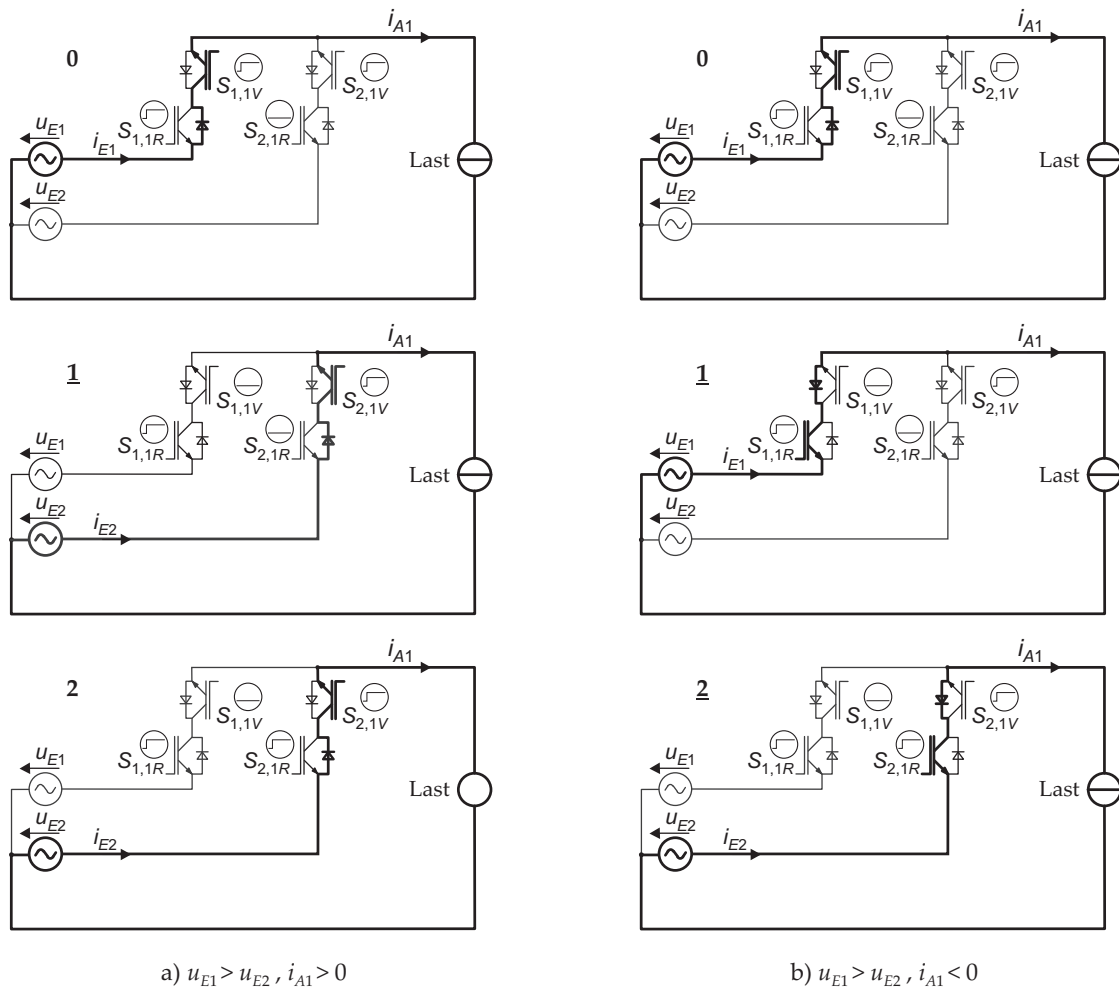 i_A1
0
S_1,1V
S_2,1V
u_E1
S_1,1R
S_2,1R
i_E1
Last
u_E2
i_A1
0
S_1,1V
S_2,1V
u_E1
S_1,1R
S_2,1R
i_E1
Last
u_E2
i_A1
1
S_1,1V
S_2,1V
u_E1
S_1,1R
S_2,1R
Last
u_E2
i_E2
i_A1
1
S_1,1V
S_2,1V
u_E1
S_1,1R
S_2,1R
i_E1
Last
u_E2
i_A1
2
S_1,1V
S_2,1V
u_E1
S_1,1R
S_2,1R
Last
u_E2
i_E2
i_A1
2
S_1,1V
S_2,1V
u_E1
S_1,1R
S_2,1R
Last
u_E2
i_E2
a) u_E1 > u_E2 , i_A1 > 0
b) u_E1 > u_E2 , i_A1 < 0